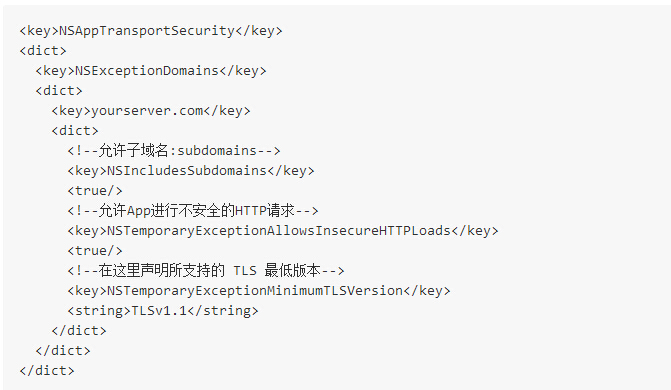 <key>NSAppTransportSecurity</key>
<dict>
  <key>NSExceptionDomains</key>
  <dict>
    <key>yourserver.com</key>
    <dict>
      <!--允许子域名:subdomains-->
      <key>NSIncludesSubdomains</key>
      <true/>
      <!--允许App进行不安全的HTTP请求-->
      <key>NSTemporaryExceptionAllowsInsecureHTTPLoads</key>
      <true/>
      <!--在这里声明所支持的 TLS 最低版本-->
      <key>NSTemporaryExceptionMinimumTLSVersion</key>
      <string>TLSv1.1</string>
    </dict>
  </dict>
</dict>